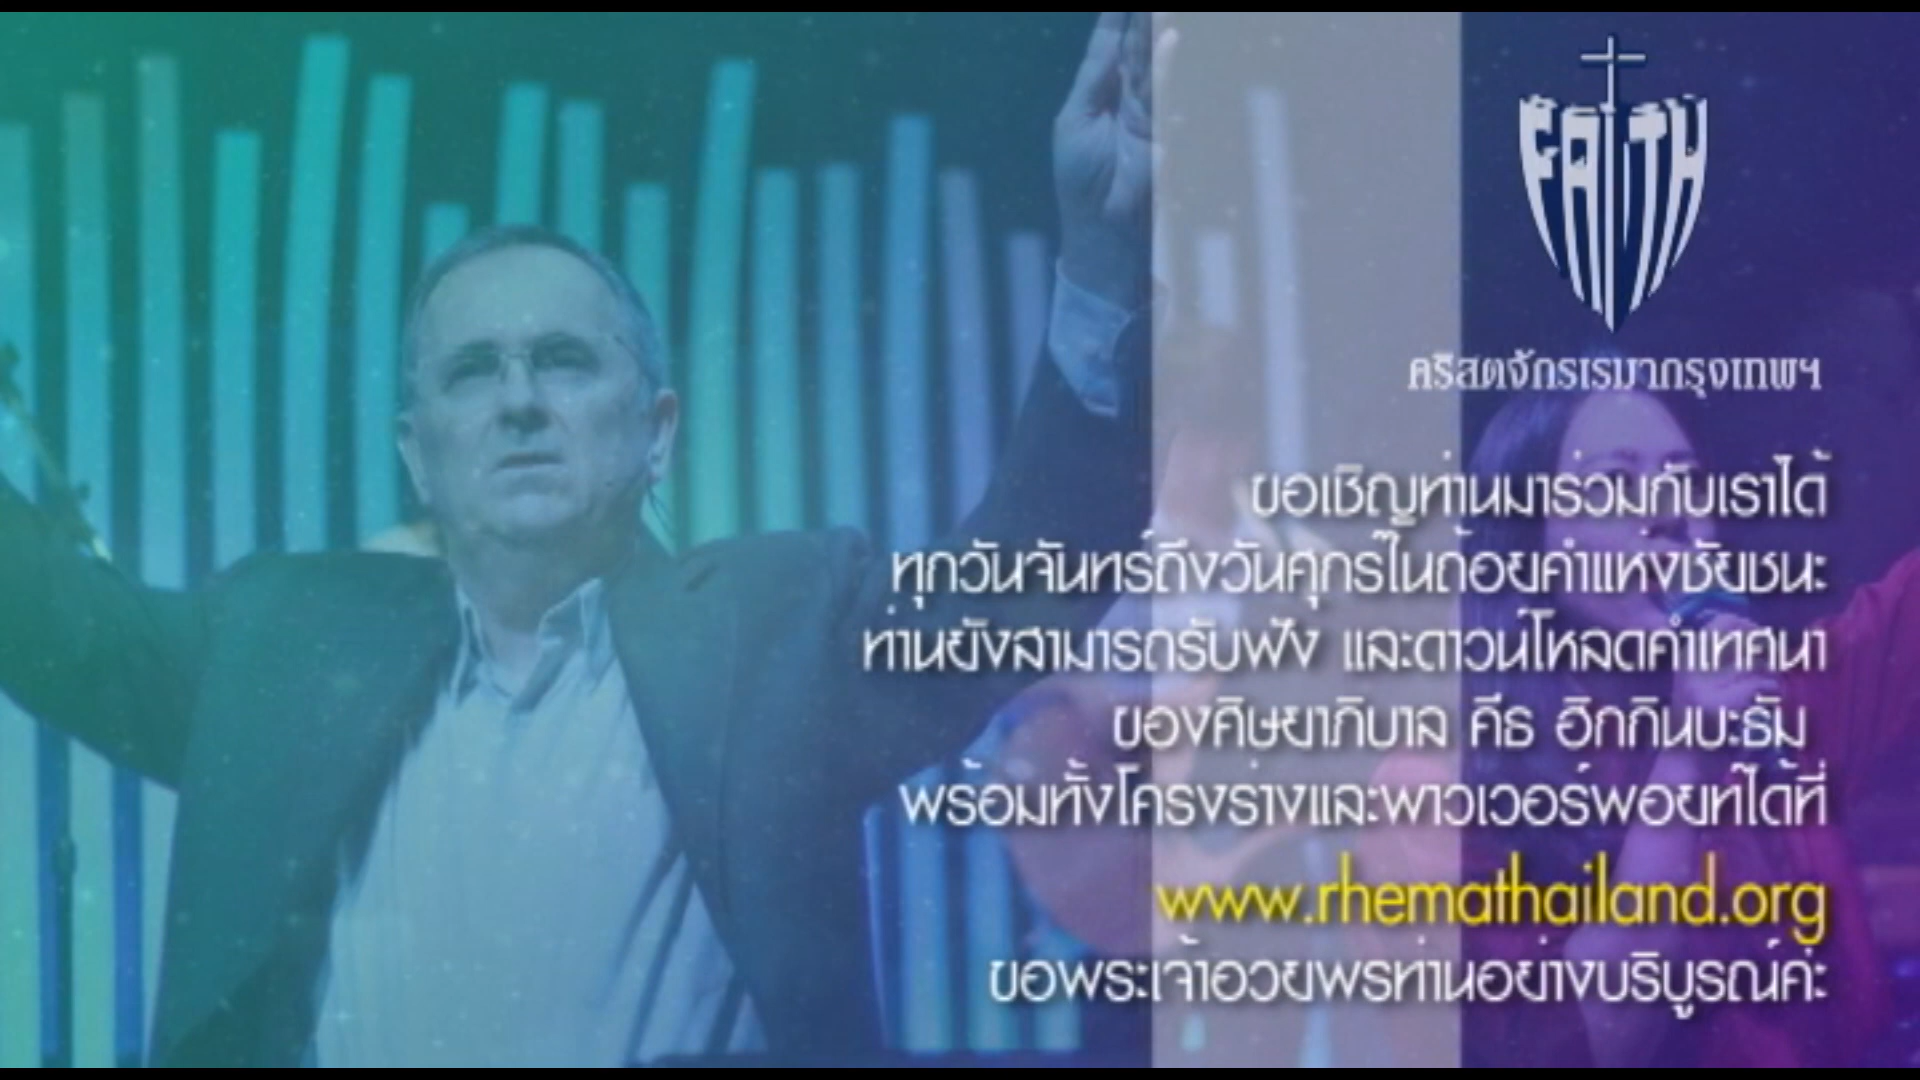 FAITH
คริสตจักรเรมากรุงเทพฯ
ขอเชิญท่านมาร่วมกับเราได้
ทุกวันจันทร์ถึงวันศุกร์ในถ้อยคำแห่งชัยชนะ
ท่านยังสามารถรับฟัง และดาวน์โหลดคำเทศนา
ของศิษยาภิบาล คีธ ฮิกกินบะธัม
พร้อมทั้งโครงร่างและพาวเวอร์พอยท์ได้ที่
www.rhemathailand.org
ขอพระเจ้าอวยพรท่านอย่างบริบูรณ์ค่ะ